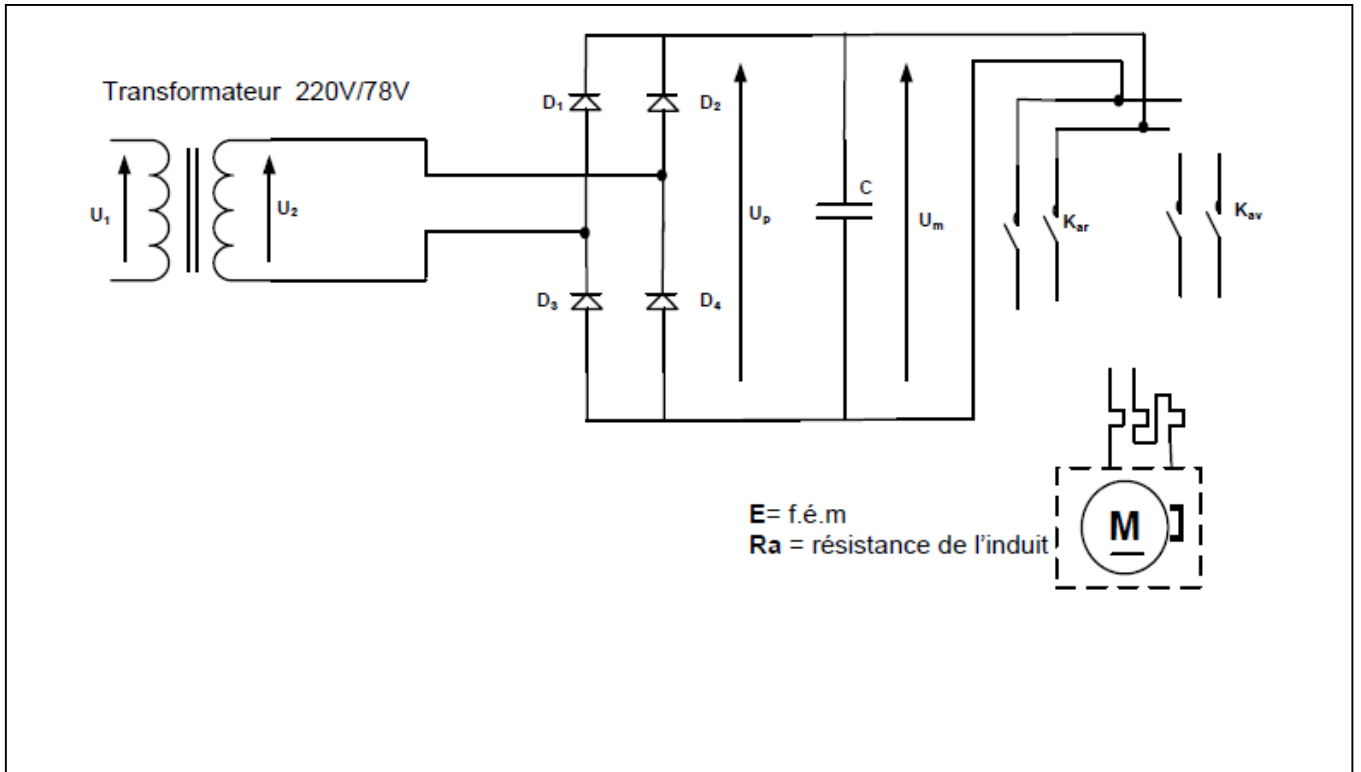 Transformateur 220V/78V
D₁
D₂
U₁
U₂
Uₚ
C
Uₘ
Kₐᵣ
Kₐᵥ
D₃
D₄
E= f.é.m
Ra = résistance de l'induit
M